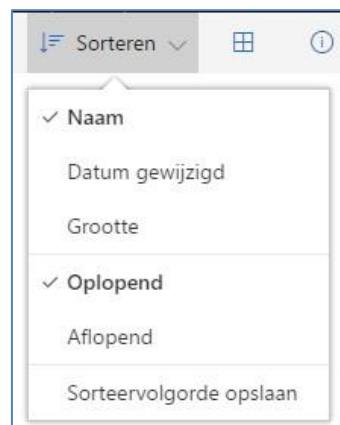 Sorteren
Naam
Datum gewijzigd
Grootte
Oplopend
Aflopend
Sorteervolgorde opslaan